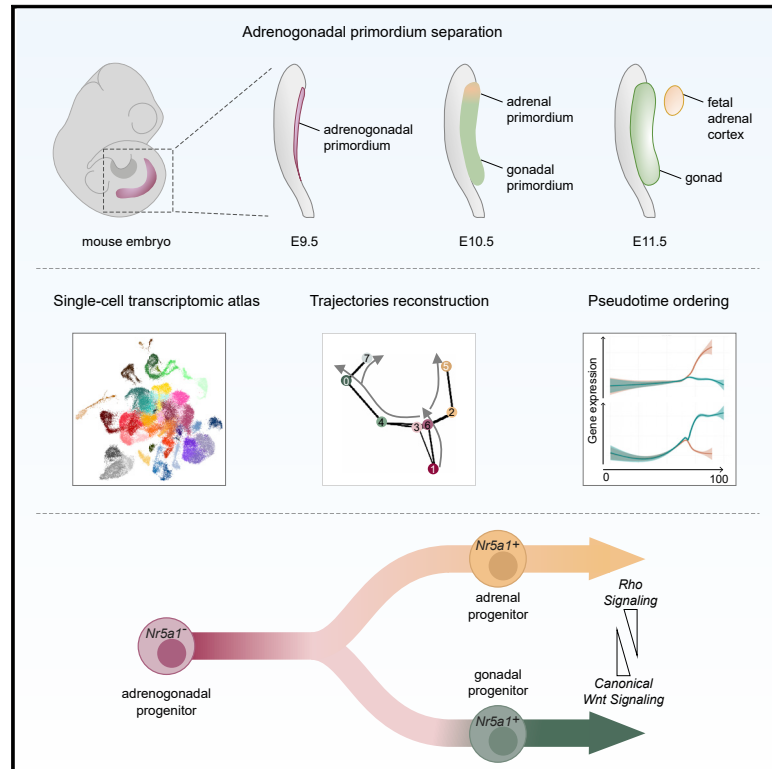 Adrenogonadal primordium separation
adrenogonadal
primordium
adrenal
primordium
gonadal
primordium
fetal
adrenal
cortex
gonad
mouse embryo
E9.5
E10.5
E11.5
Single-cell transcriptomic atlas
Trajectories reconstruction
Pseudotime ordering
7
0
5
2
4
3
6
1
Gene expression
0
100
Nr5a1+
adrenal
progenitor
Rho
Signaling
Nr5a1-
adrenogonadal
progenitor
gonadal
progenitor
Nr5a1+
Canonical
Wnt Signaling